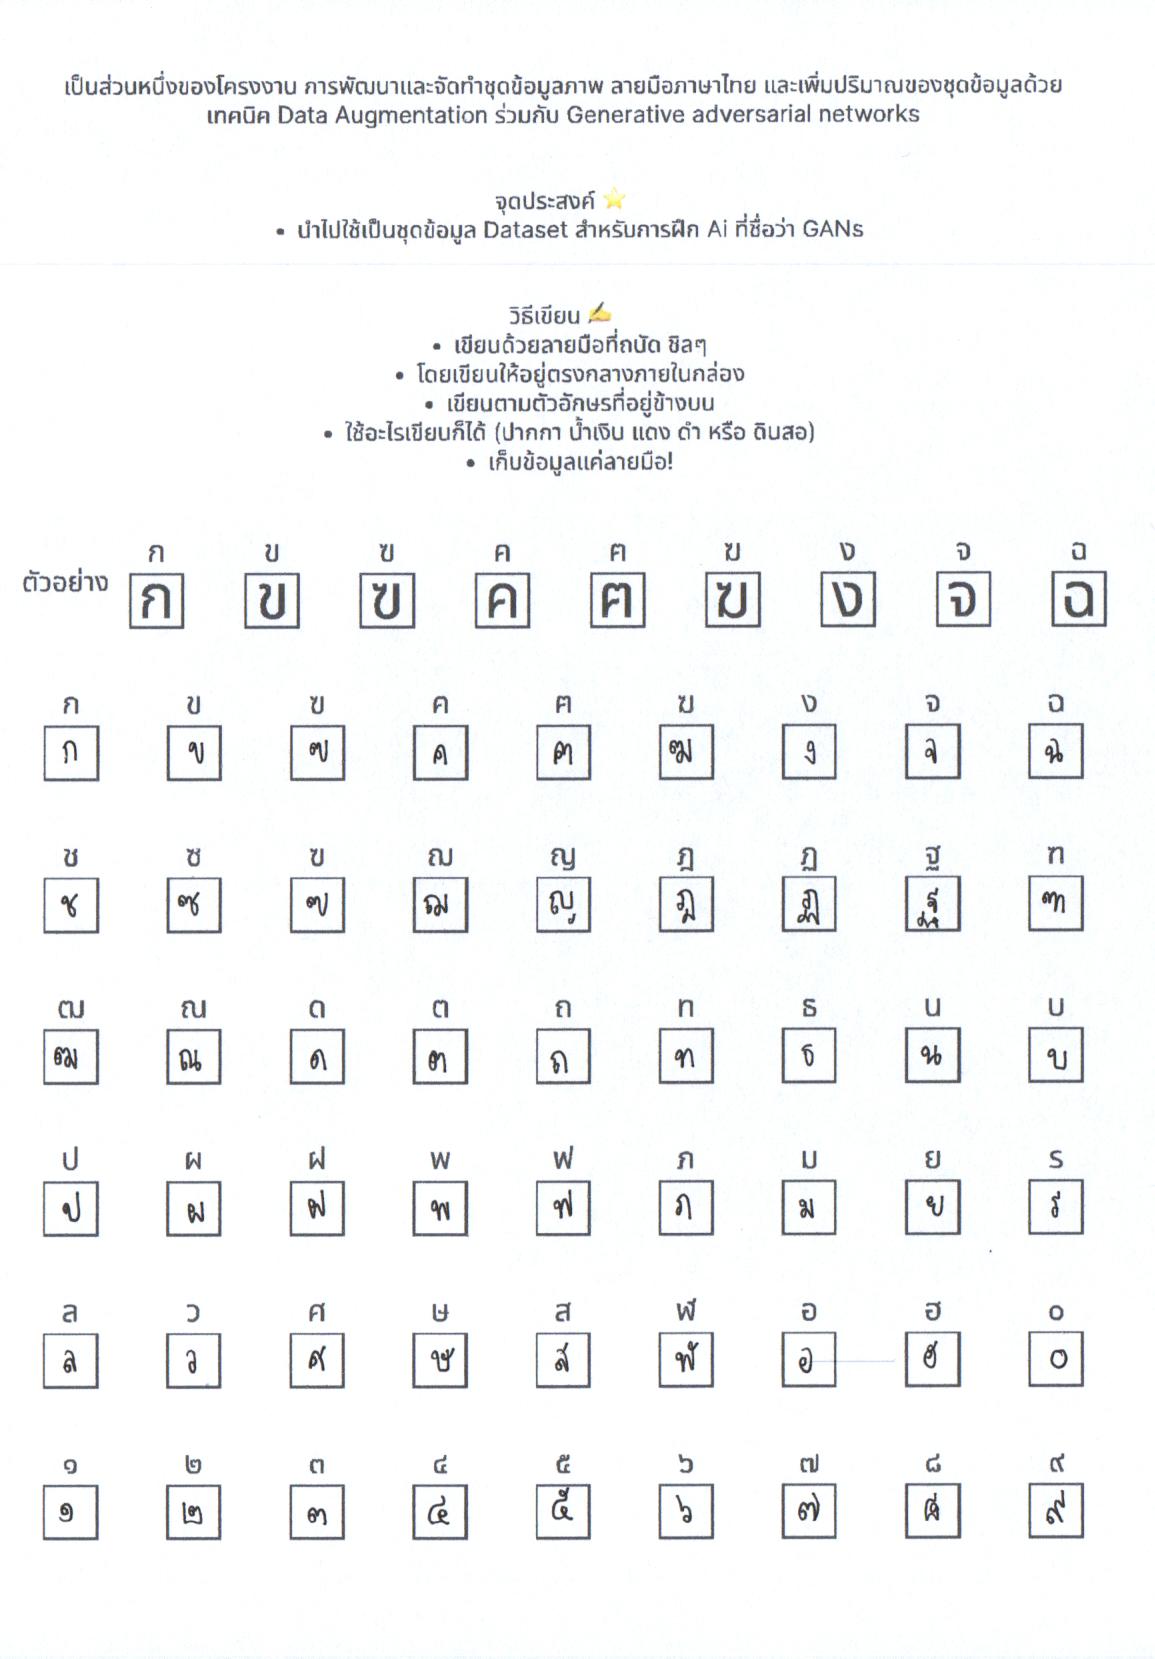 เป็นส่วนหนึ่งของโครงงาน การพัฒนาและจัดทำชุดข้อมูลภาพ ลายมือภาษาไทย และเพิ่มปริมาณของชุดข้อมูลด้วย
เทคนิค Data Augmentation ร่วมกับ Generative adversarial networks
จุดประสงค์ ⭐
• นำไปใช้เป็นชุดข้อมูล Dataset สำหรับการฝึก Ai ที่ชื่อว่า GANs
วิธีเขียน ✍️
• เขียนด้วยลายมือที่ถนัด ชิลๆ
• โดยเขียนให้อยู่ตรงกลางภายในกล่อง
• เขียนตามตัวอักษรที่อยู่ข้างบน
• ใช้อะไรเขียนก็ได้ (ปากกา น้ำเงิน แดง ดำ หรือ ดินสอ)
• เก็บข้อมูลแค่ลายมือ!
ก ข ฃ ค ฅ ฆ ง จ ฉ
ตัวอย่าง ก ข ฃ ค ฅ ฆ ง จ ฉ
ก ข ฃ ค ฅ ฆ ง จ ฉ
ก ข ฃ ค ฅ ฆ ง จ ฉ
ช ซ ฃ ฌ ญ ฎ ฏ ฐ ฑ
ช ซ ฃ ฌ ญ ฎ ฏ ฐ ฑ
ฒ ณ ด ต ถ ท ธ น บ
ฒ ณ ด ต ถ ท ธ น บ
ป ผ ฝ พ ฟ ภ ม ย ร
ป ผ ฝ พ ฟ ภ ม ย ร
ล ว ศ ษ ส ฬ อ ฮ ๐
ล ว ศ ษ ส ฬ อ ฮ ๐
๑ ๒ ๓ ๔ ๕ ๖ ๗ ๘ ๙
๑ ๒ ๓ ๔ ๕ ๖ ๗ ๘ ๙